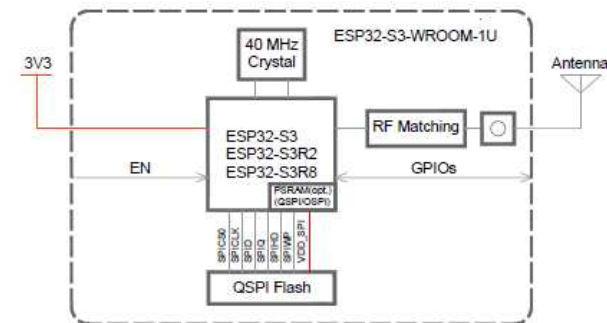 ESP32-S3-WROOM-1U
40 MHz
Crystal
3V3
Antenna
ESP32-S3
ESP32-S3R2
ESP32-S3R8
RF Matching
EN
GPIOs
PSRAM(opt.)
(QSPI/OSPI)
SPICS0
SPICLK
SPID
SPIQ
SPIHD
SPIWP
VDD_SPI
QSPI Flash